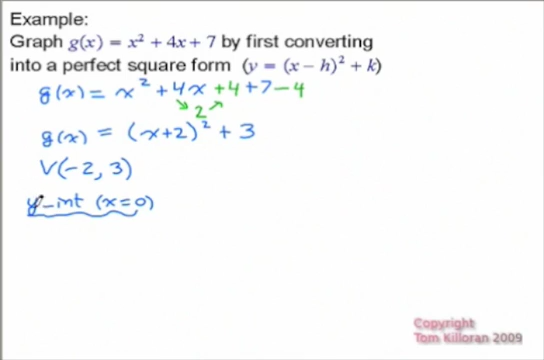 Example:
Graph g(x) = x² + 4x + 7 by first converting
into a perfect square form (y = (x − h)² + k)
g(x) = x² + 4x + 4 + 7 − 4
2
g(x) = (x+2)² + 3
V(−2, 3)
y-int (x=0)
Copyright
Tom Killoran 2009